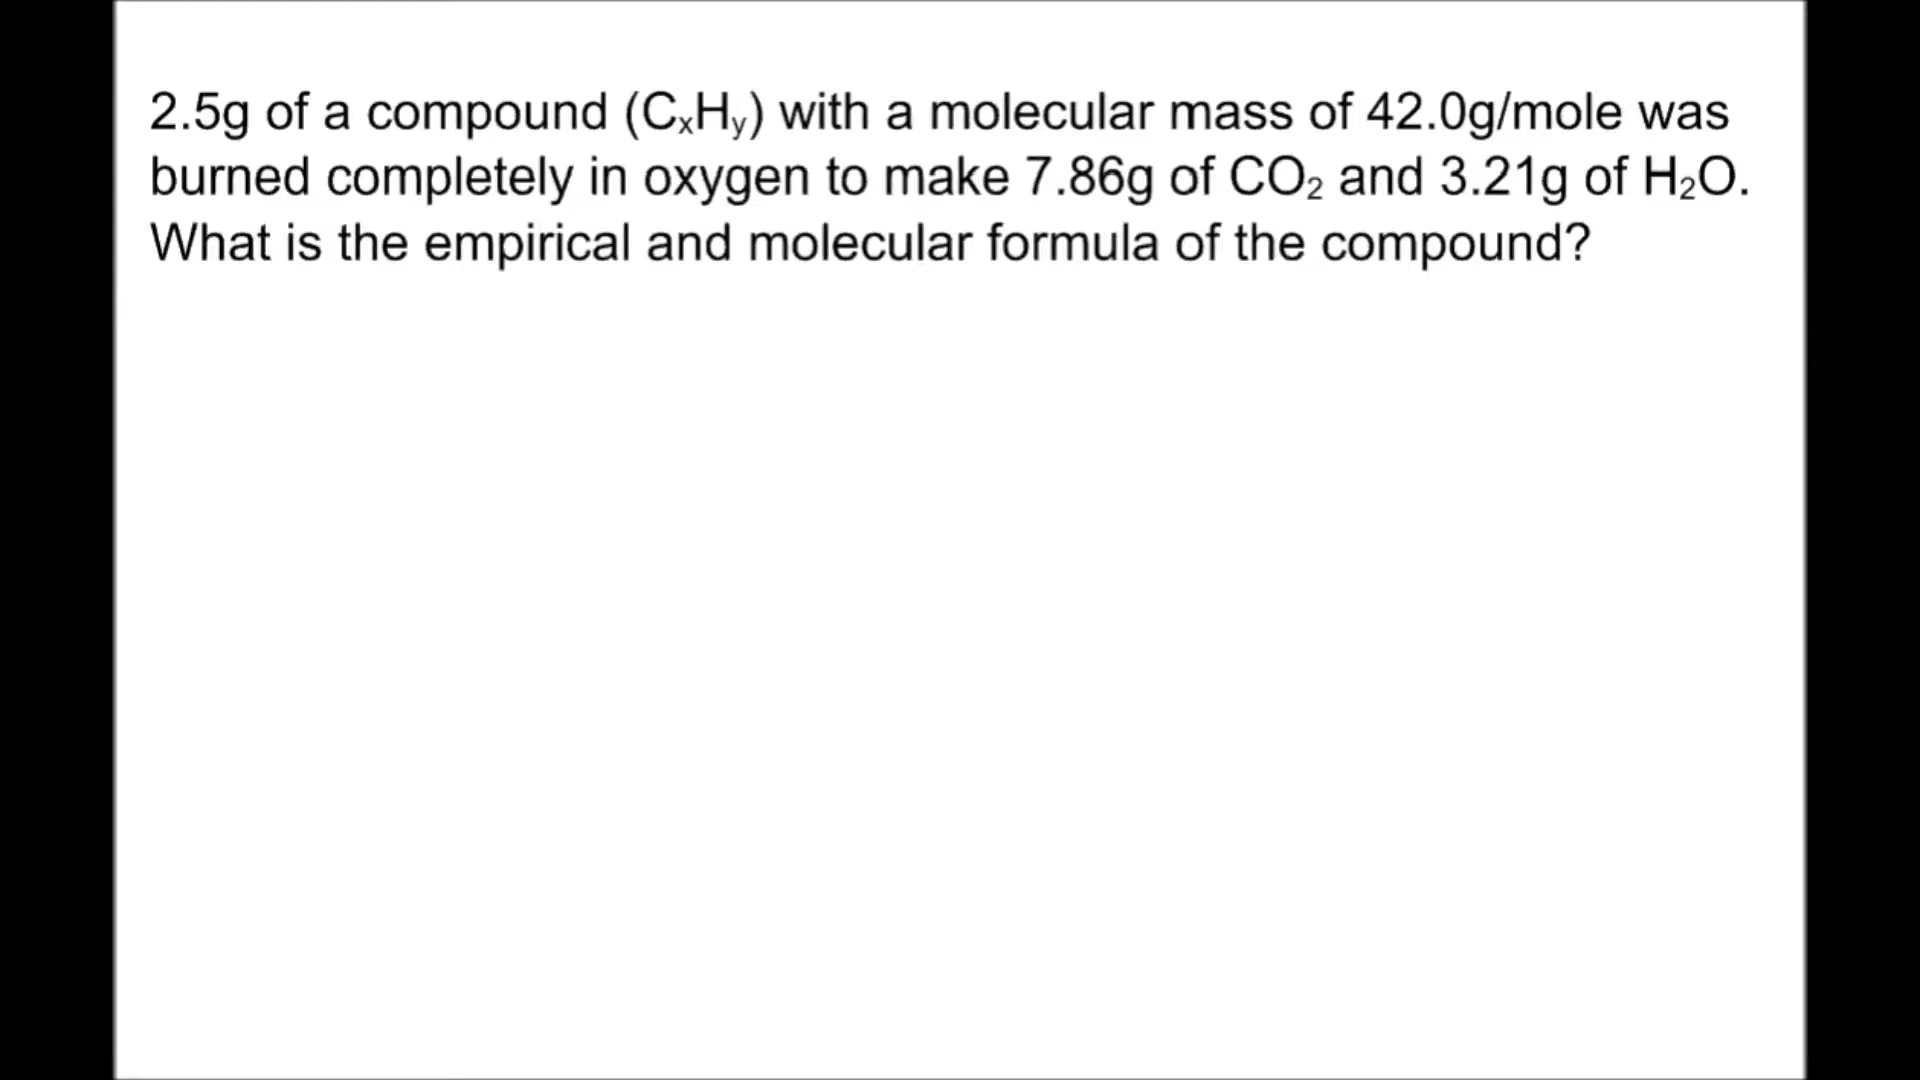 2.5g of a compound (CₓHᵧ) with a molecular mass of 42.0g/mole was
burned completely in oxygen to make 7.86g of CO₂ and 3.21g of H₂O.
What is the empirical and molecular formula of the compound?